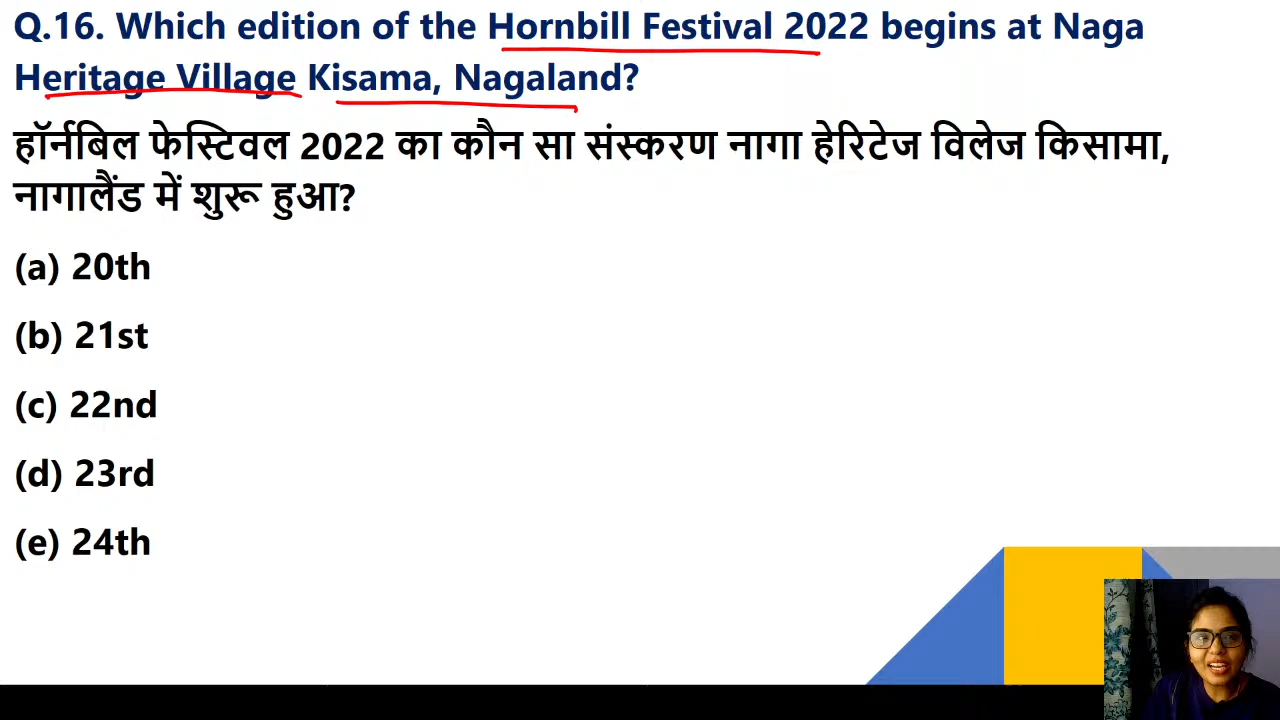 Q.16. Which edition of the Hornbill Festival 2022 begins at Naga
Heritage Village Kisama, Nagaland?
हॉर्नबिल फेस्टिवल 2022 का कौन सा संस्करण नागा हेरिटेज विलेज किसामा,
नागालैंड में शुरू हुआ?
(a) 20th
(b) 21st
(c) 22nd
(d) 23rd
(e) 24th